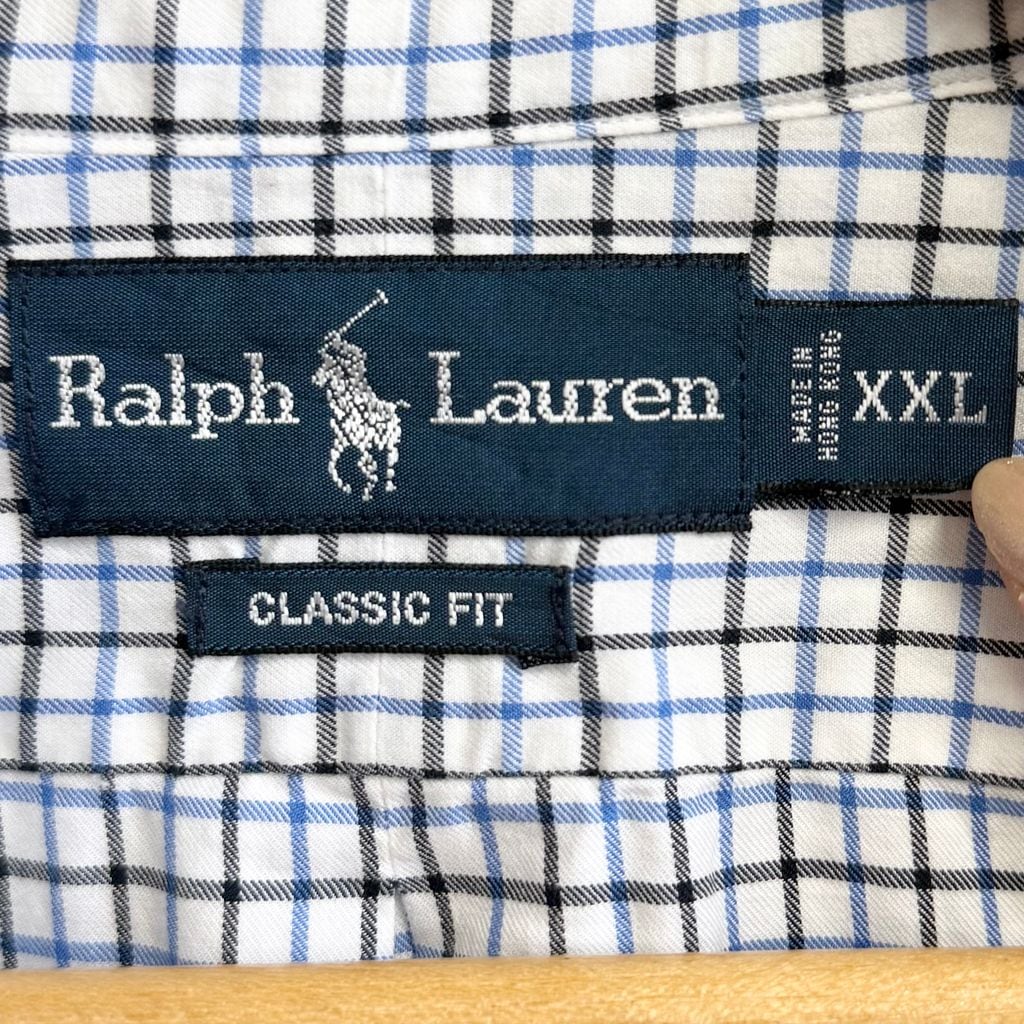 Ralph Lauren
MADE IN
HONG KONG
XXL
CLASSIC FIT